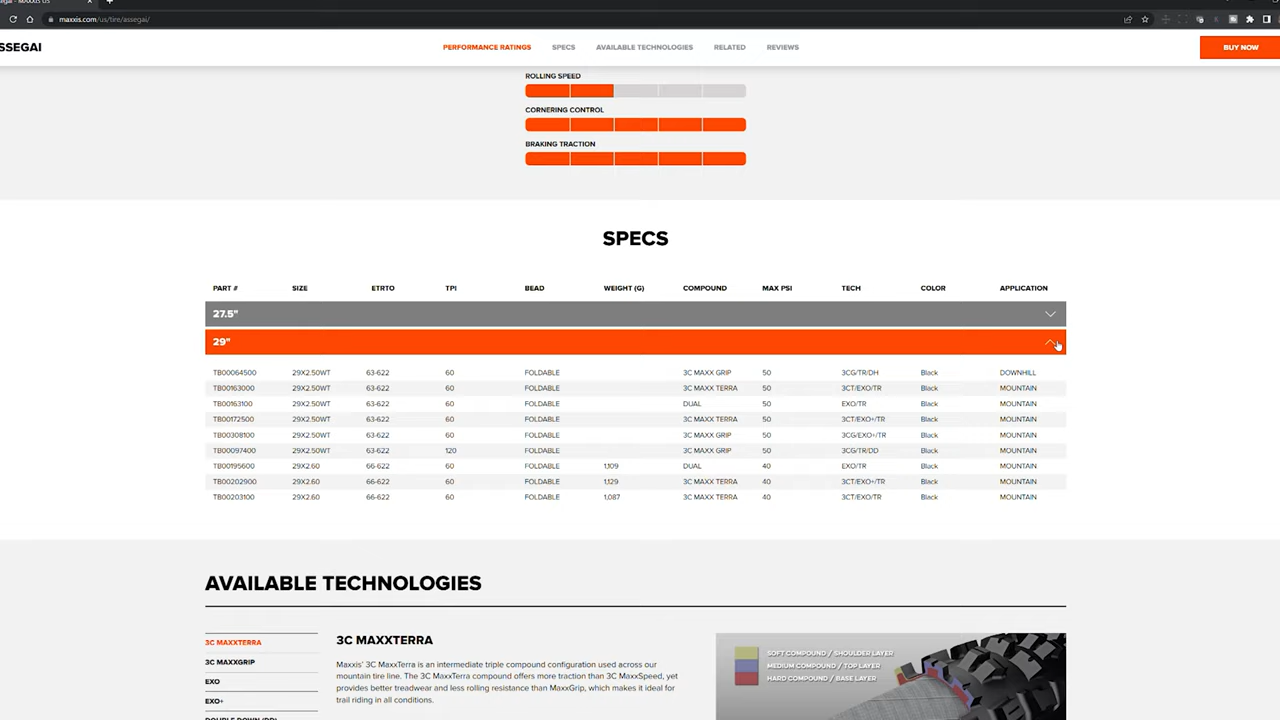 maxxis.com/us/tire/assegai/
SSEGAI
PERFORMANCE RATINGS SPECS AVAILABLE TECHNOLOGIES RELATED REVIEWS BUY NOW
ROLLING SPEED
CORNERING CONTROL
BRAKING TRACTION
SPECS
PART # SIZE ETRTO TPI BEAD WEIGHT (G) COMPOUND MAX PSI TECH COLOR APPLICATION
27.5"
29"
TB00064500 29X2.50WT 63-622 60 FOLDABLE 3C MAXX GRIP 50 3CG/TR/DH Black DOWNHILL
TB00163000 29X2.50WT 63-622 60 FOLDABLE 3C MAXX TERRA 50 3CT/EXO/TR Black MOUNTAIN
TB00163100 29X2.50WT 63-622 60 FOLDABLE DUAL 50 EXO/TR Black MOUNTAIN
TB00172500 29X2.50WT 63-622 60 FOLDABLE 3C MAXX TERRA 50 3CT/EXO+/TR Black MOUNTAIN
TB00308100 29X2.50WT 63-622 60 FOLDABLE 3C MAXX GRIP 50 3CG/EXO+/TR Black MOUNTAIN
TB00097400 29X2.50WT 63-622 120 FOLDABLE 3C MAXX GRIP 50 3CG/TR/DD Black MOUNTAIN
TB00195600 29X2.60 66-622 60 FOLDABLE 1,109 DUAL 40 EXO/TR Black MOUNTAIN
TB00202900 29X2.60 66-622 60 FOLDABLE 1,129 3C MAXX TERRA 40 3CT/EXO+/TR Black MOUNTAIN
TB00203100 29X2.60 66-622 60 FOLDABLE 1,087 3C MAXX TERRA 40 3CT/EXO/TR Black MOUNTAIN
AVAILABLE TECHNOLOGIES
3C MAXXTERRA
3C MAXXGRIP
EXO
EXO+
DOUBLE DOWN (DD)
3C MAXXTERRA
Maxxis' 3C MaxxTerra is an intermediate triple compound configuration used across our
mountain tire line. The 3C MaxxTerra compound offers more traction than 3C MaxxSpeed, yet
provides better treadwear and less rolling resistance than MaxxGrip, which makes it ideal for
trail riding in all conditions.
SOFT COMPOUND / SHOULDER LAYER
MEDIUM COMPOUND / TOP LAYER
HARD COMPOUND / BASE LAYER